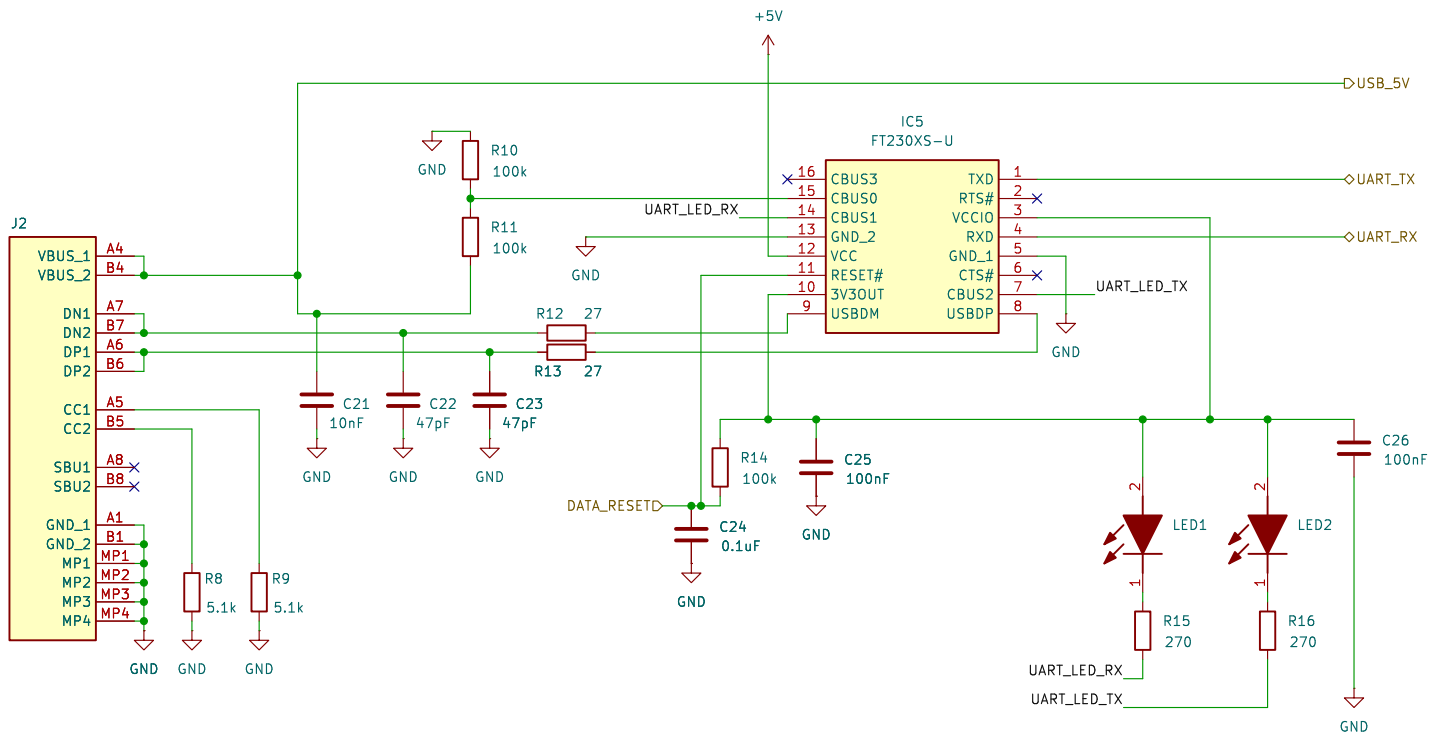 +5V
USB_5V
IC5
FT230XS-U
R10
100k
GND
16 CBUS3 TXD 1 UART_TX
15 CBUS0 RTS# 2
UART_LED_RX 14 CBUS1 VCCIO 3
13 GND_2 RXD 4 UART_RX
12 VCC GND_1 5
11 RESET# CTS# 6
10 3V3OUT CBUS2 7 UART_LED_TX
9 USBDM USBDP 8
R11
100k
GND
GND
J2
VBUS_1 A4
VBUS_2 B4
DN1 A7
DN2 B7
DP1 A6
DP2 B6
CC1 A5
CC2 B5
SBU1 A8
SBU2 B8
GND_1 A1
GND_2 B1
MP1 MP1
MP2 MP2
MP3 MP3
MP4 MP4
R12 27
R13 27
C21
10nF
GND
C22
47pF
GND
C23
47pF
GND
R8
5.1k
R9
5.1k
GND
GND
GND
R14
100k
C25
100nF
GND
DATA_RESET
C24
0.1uF
GND
C26
100nF
GND
2
LED1
1
2
LED2
1
R15
270
R16
270
UART_LED_RX
UART_LED_TX